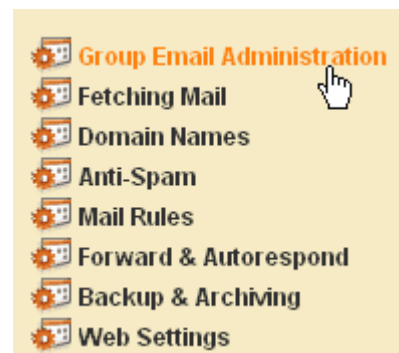 Group Email Administration
Fetching Mail
Domain Names
Anti-Spam
Mail Rules
Forward & Autorespond
Backup & Archiving
Web Settings